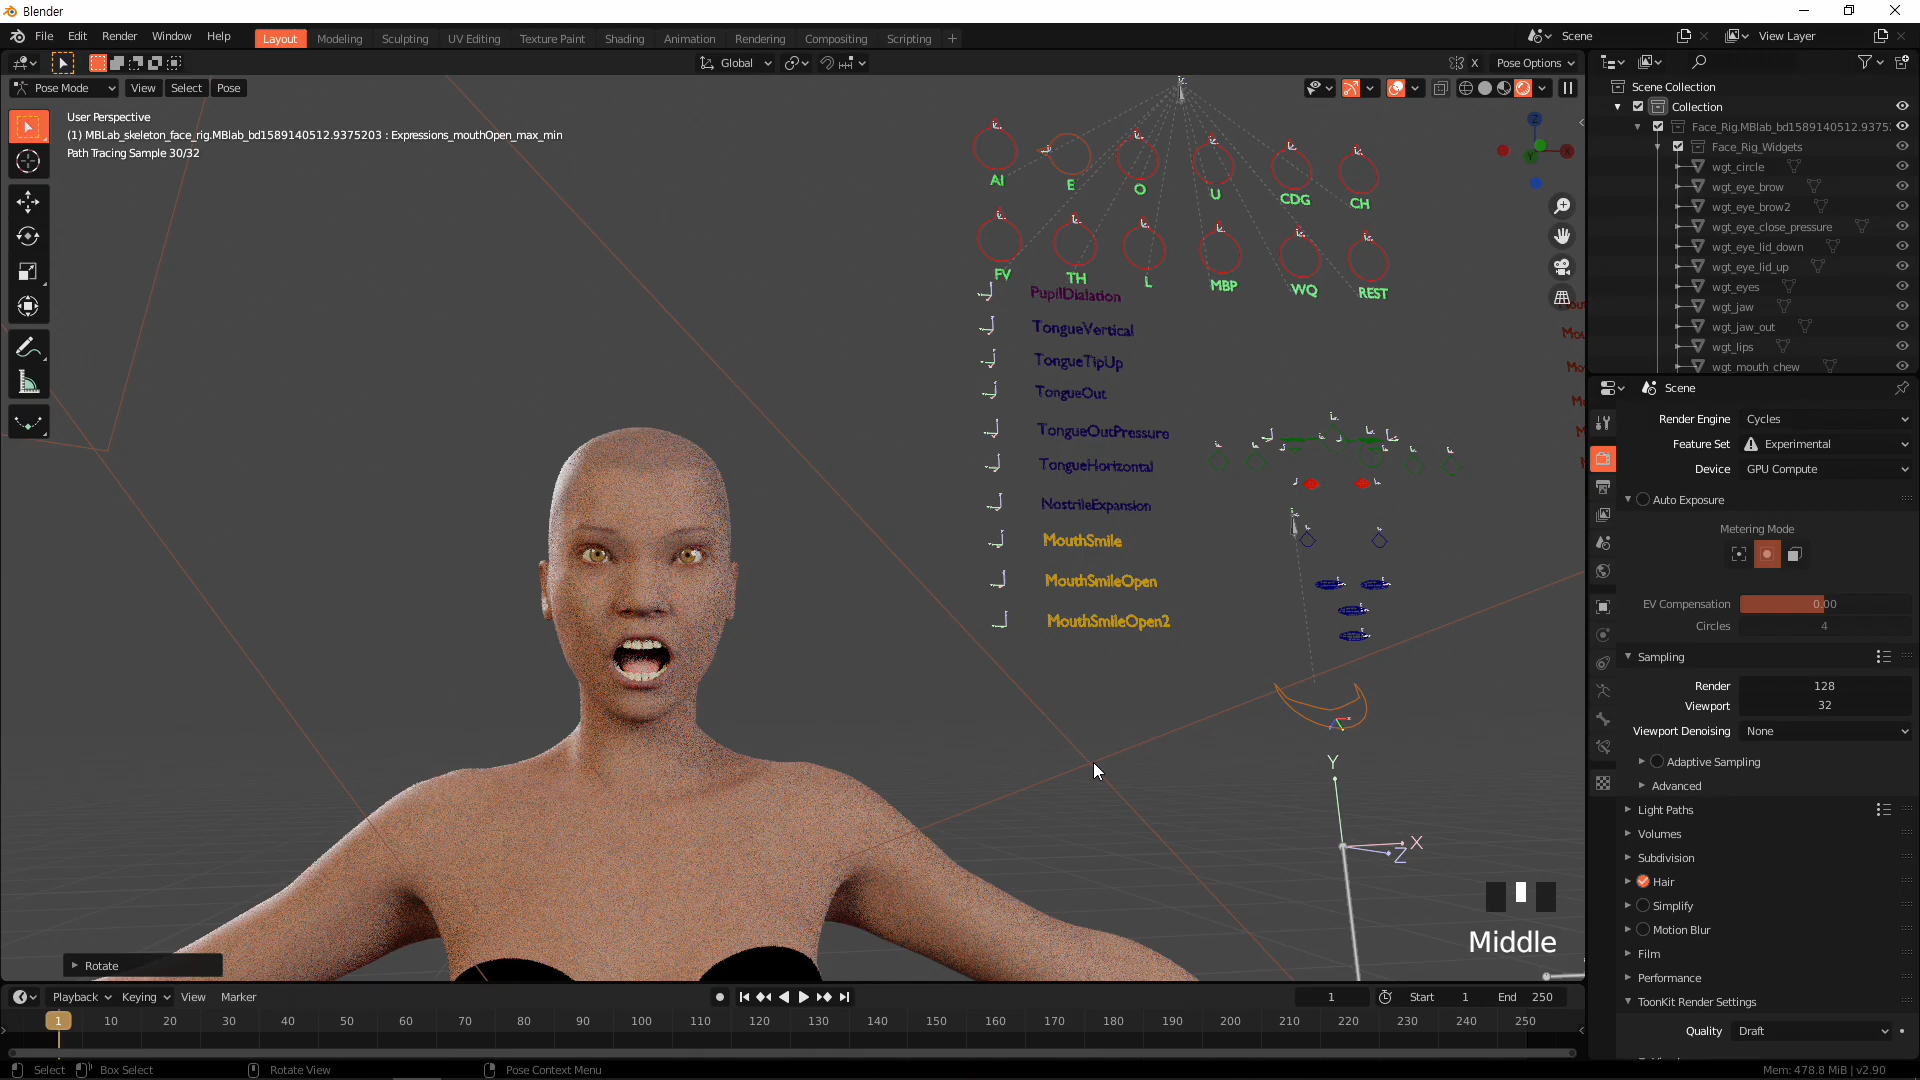 Blender
File Edit Render Window Help
Layout Modeling Sculpting UV Editing Texture Paint Shading Animation Rendering Compositing Scripting +
Scene View Layer
Global X Pose Options
Pose Mode View Select Pose
User Perspective
(1) MBLab_skeleton_face_rig.MBlab_bd1589140512.9375203 : Expressions_mouthOpen_max_min
Path Tracing Sample 30/32
Z
X
Y
AI E O U CDG CH
FV TH L MBP WQ REST
PupilDialation
TongueVertical
TongueTipUp
TongueOut
TongueOutPressure
TongueHorizontal
NostrileExpansion
MouthSmile
MouthSmileOpen
MouthSmileOpen2
Y
X
Z
Middle
Rotate
Scene Collection
Collection
Face_Rig.MBlab_bd1589140512.9375
Face_Rig_Widgets
wgt_circle
wgt_eye_brow
wgt_eye_brow2
wgt_eye_close_pressure
wgt_eye_lid_down
wgt_eye_lid_up
wgt_eyes
wgt_jaw
wgt_jaw_out
wgt_lips
wgt_mouth_chew
Scene
Render Engine Cycles
Feature Set Experimental
Device GPU Compute
Auto Exposure
Metering Mode
EV Compensation 0.00
Circles 4
Sampling
Render 128
Viewport 32
Viewport Denoising None
Adaptive Sampling
Advanced
Light Paths
Volumes
Subdivision
Hair
Simplify
Motion Blur
Film
Performance
ToonKit Render Settings
Quality Draft
Playback Keying View Marker 1 Start 1 End 250
1 10 20 30 40 50 60 70 80 90 100 110 120 130 140 150 160 170 180 190 200 210 220 230 240 250
Select Box Select Rotate View Pose Context Menu Mem: 478.8 MiB | v2.90